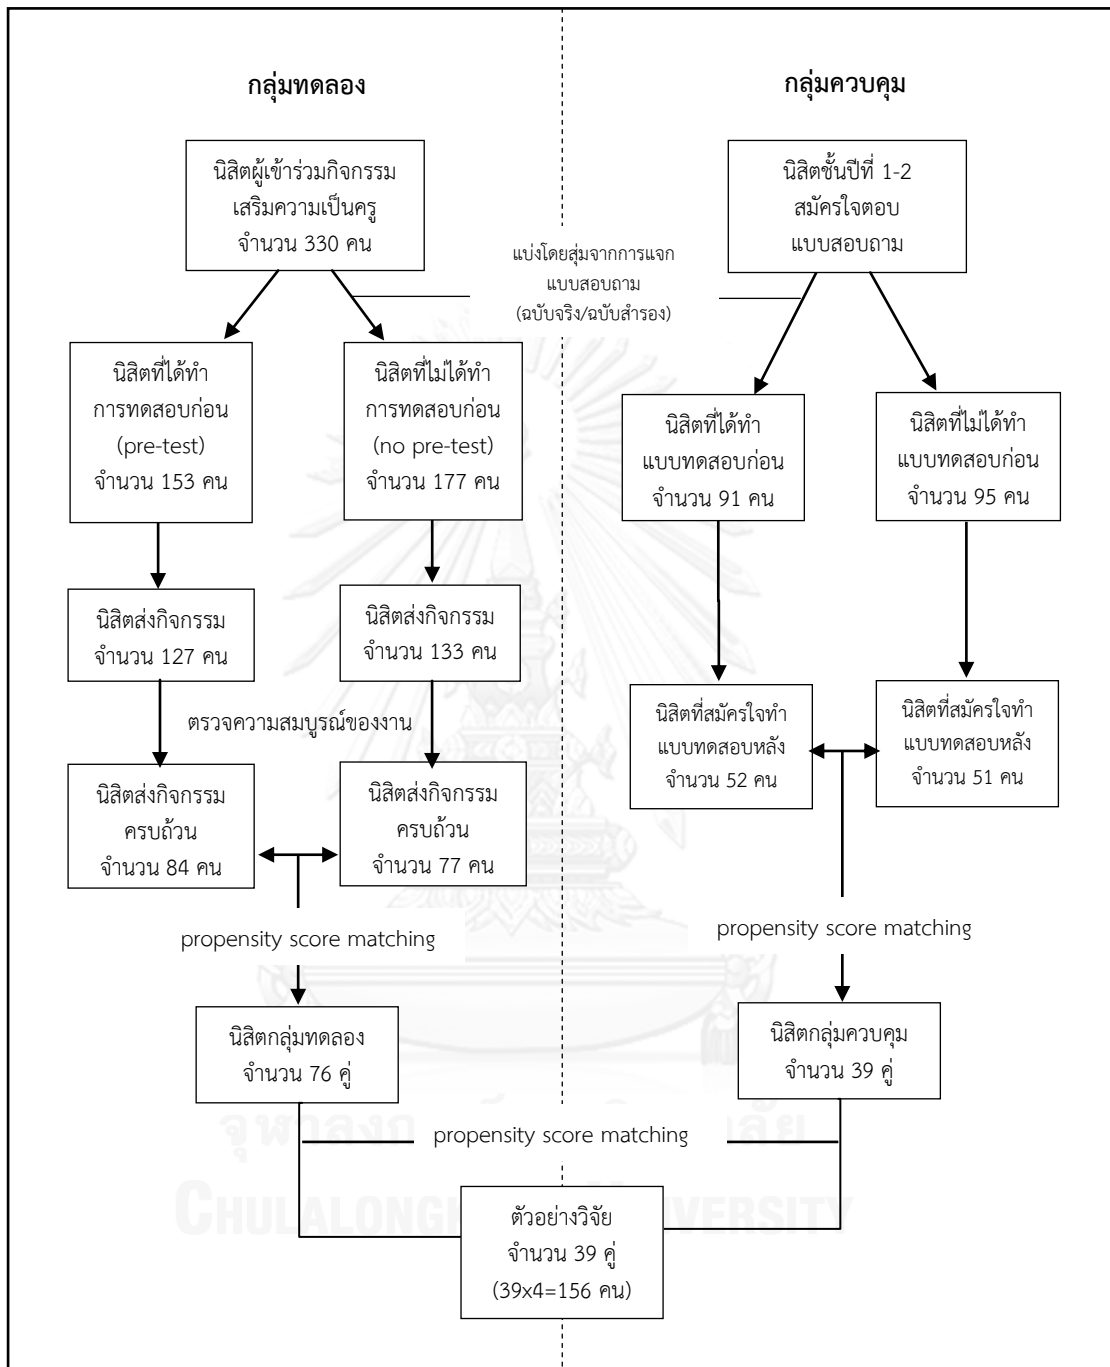 กลุ่มทดลอง
กลุ่มควบคุม
นิสิตผู้เข้าร่วมกิจกรรม
เสริมความเป็นครู
จำนวน 330 คน
นิสิตชั้นปีที่ 1-2
สมัครใจตอบ
แบบสอบถาม
แบ่งโดยสุ่มจากการแจก
แบบสอบถาม
(ฉบับจริง/ฉบับสำรอง)
นิสิตที่ได้ทำ
การทดสอบก่อน
(pre-test)
จำนวน 153 คน
นิสิตที่ไม่ได้ทำ
การทดสอบก่อน
(no pre-test)
จำนวน 177 คน
นิสิตที่ได้ทำ
แบบทดสอบก่อน
จำนวน 91 คน
นิสิตที่ไม่ได้ทำ
แบบทดสอบก่อน
จำนวน 95 คน
นิสิตส่งกิจกรรม
จำนวน 127 คน
นิสิตส่งกิจกรรม
จำนวน 133 คน
ตรวจความสมบูรณ์ของงาน
นิสิตที่สมัครใจทำ
แบบทดสอบหลัง
จำนวน 52 คน
นิสิตที่สมัครใจทำ
แบบทดสอบหลัง
จำนวน 51 คน
นิสิตส่งกิจกรรม
ครบถ้วน
จำนวน 84 คน
นิสิตส่งกิจกรรม
ครบถ้วน
จำนวน 77 คน
propensity score matching
propensity score matching
นิสิตกลุ่มทดลอง
จำนวน 76 คู่
นิสิตกลุ่มควบคุม
จำนวน 39 คู่
propensity score matching
ตัวอย่างวิจัย
จำนวน 39 คู่
(39x4=156 คน)